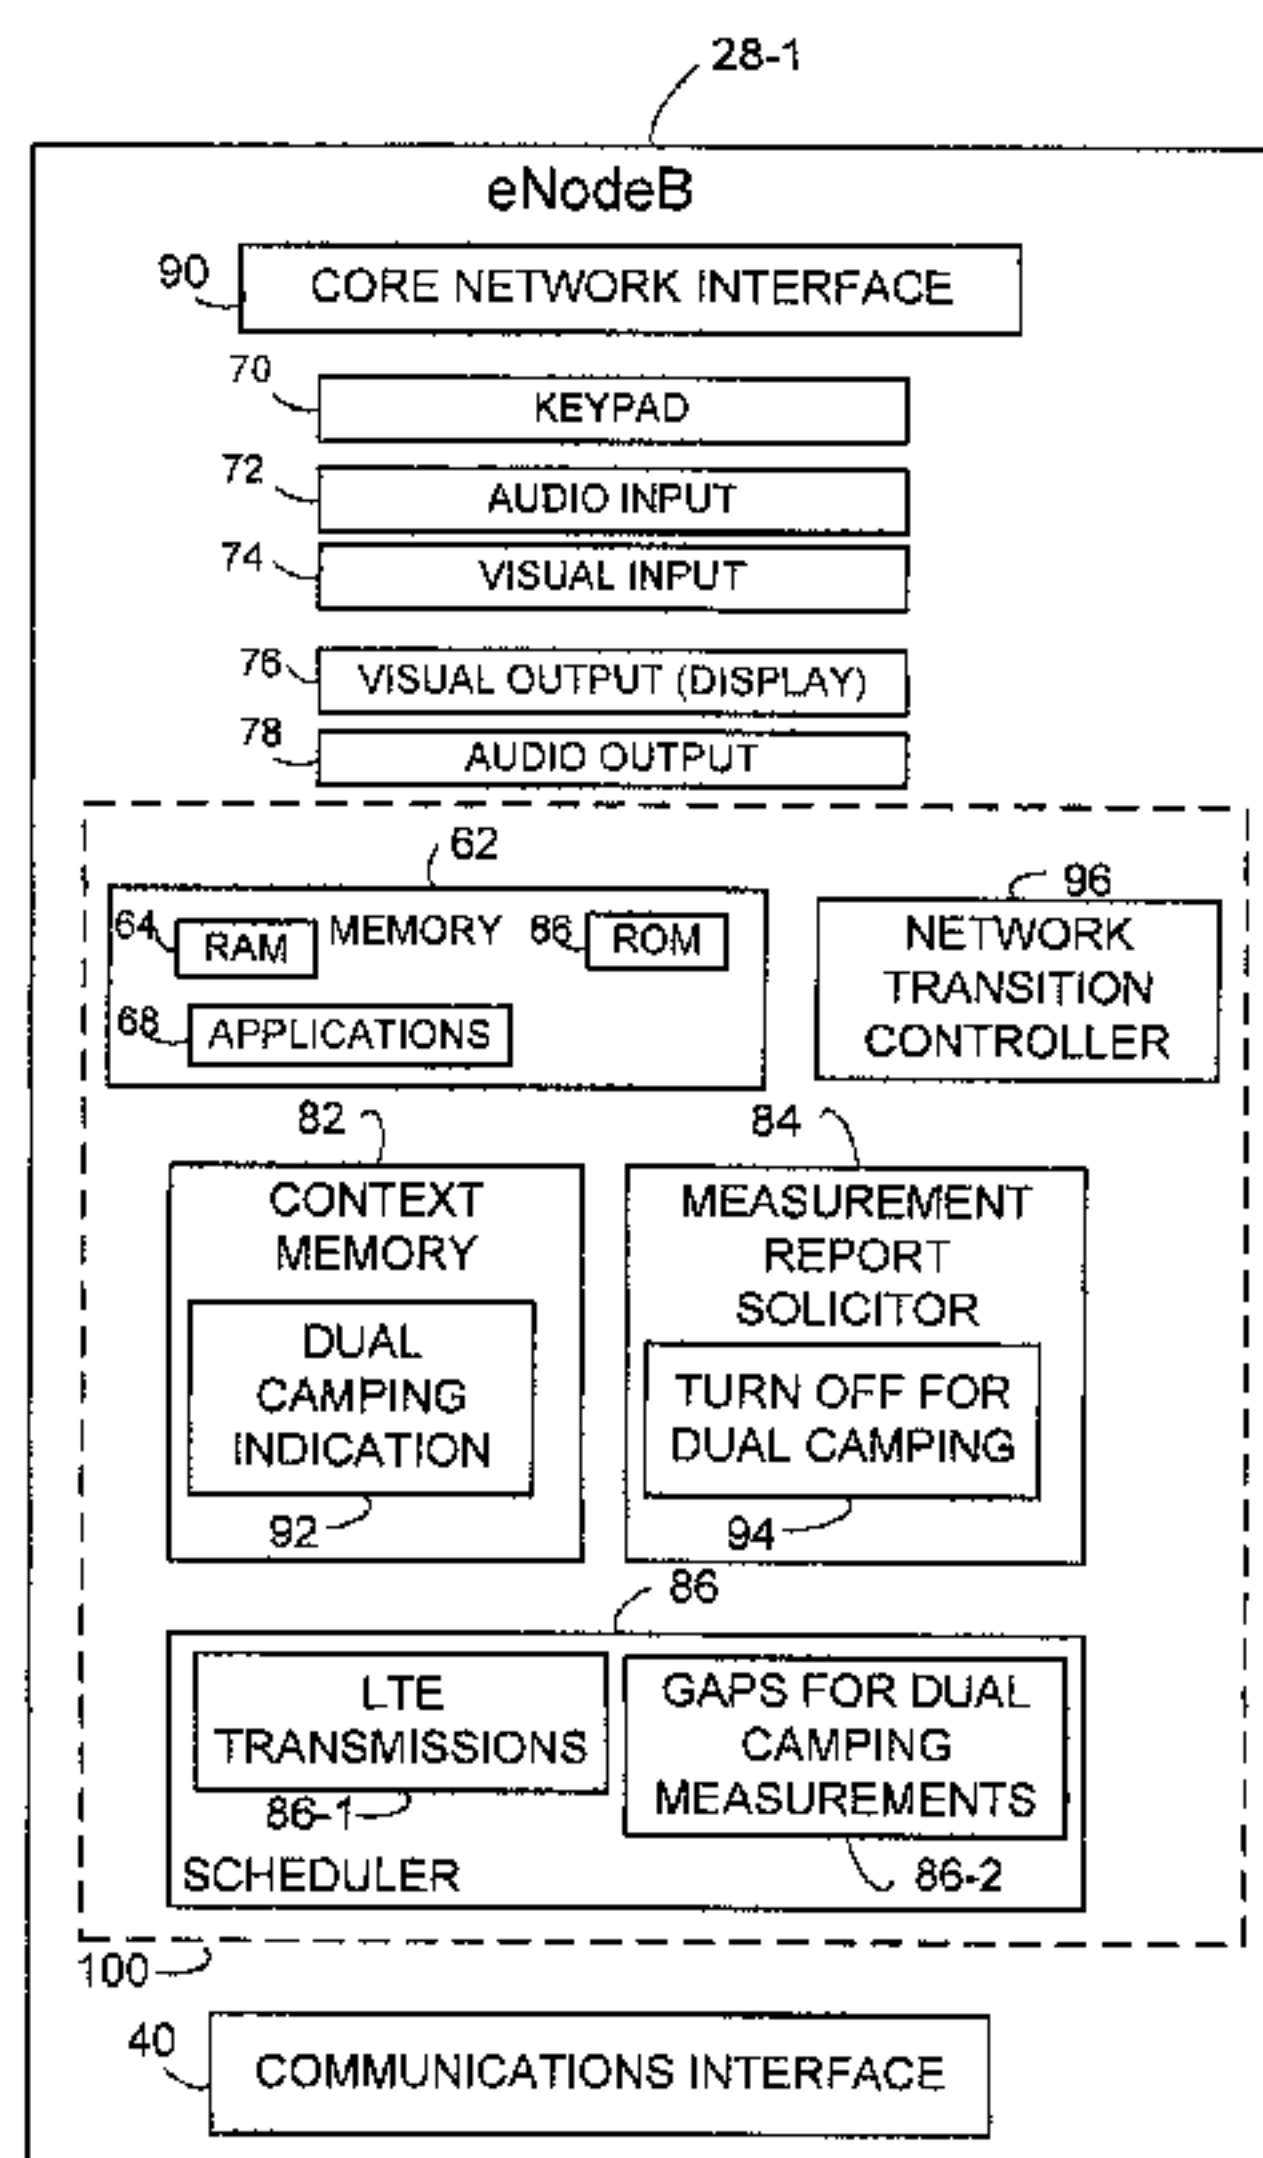 28-1
eNodeB
90
CORE NETWORK INTERFACE
70
KEYPAD
72
AUDIO INPUT
74
VISUAL INPUT
76
VISUAL OUTPUT (DISPLAY)
78
AUDIO OUTPUT
62
96
64
RAM
MEMORY
86
ROM
68
APPLICATIONS
NETWORK
TRANSITION
CONTROLLER
82
84
CONTEXT
MEMORY
DUAL
CAMPING
INDICATION
92
MEASUREMENT
REPORT
SOLICITOR
TURN OFF FOR
DUAL CAMPING
94
86
LTE
TRANSMISSIONS
86-1
GAPS FOR DUAL
CAMPING
MEASUREMENTS
86-2
SCHEDULER
100
40
COMMUNICATIONS INTERFACE